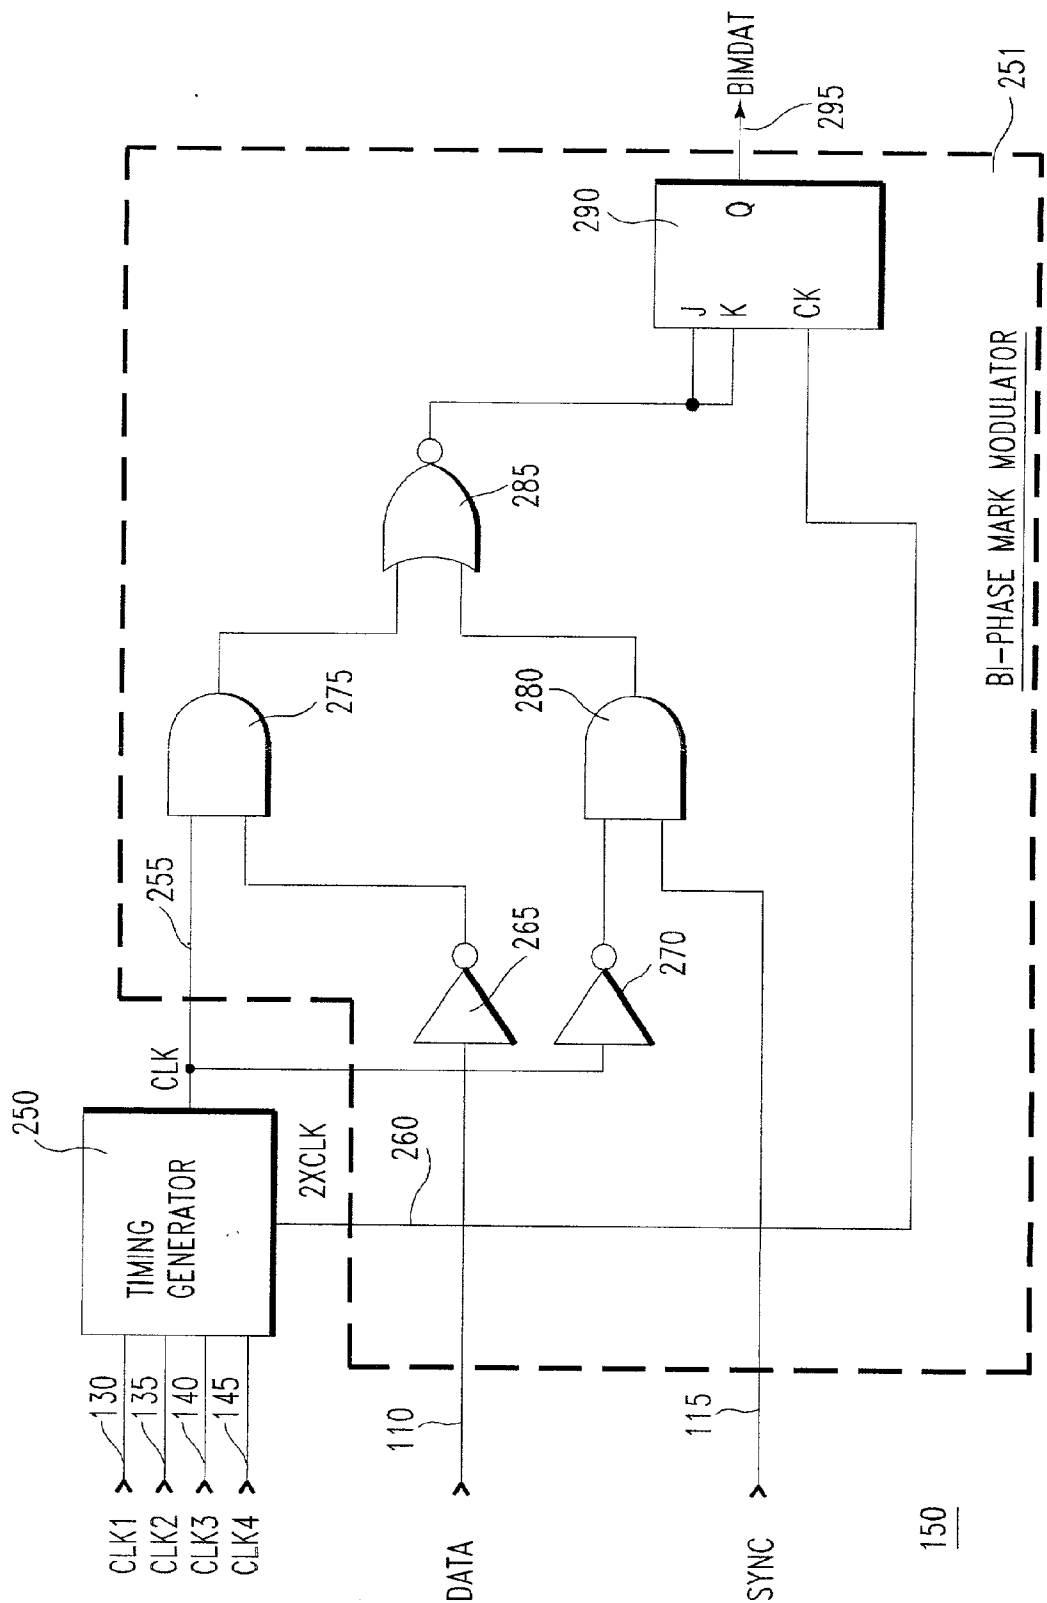 CLK1
CLK2
CLK3
CLK4
130
135
140
145
250
TIMING
GENERATOR
CLK
2XCLK
255
260
DATA
110
SYNC
115
265
270
275
280
285
290
J
K
CK
Q
295
BIMDAT
251
BI-PHASE MARK MODULATOR
150